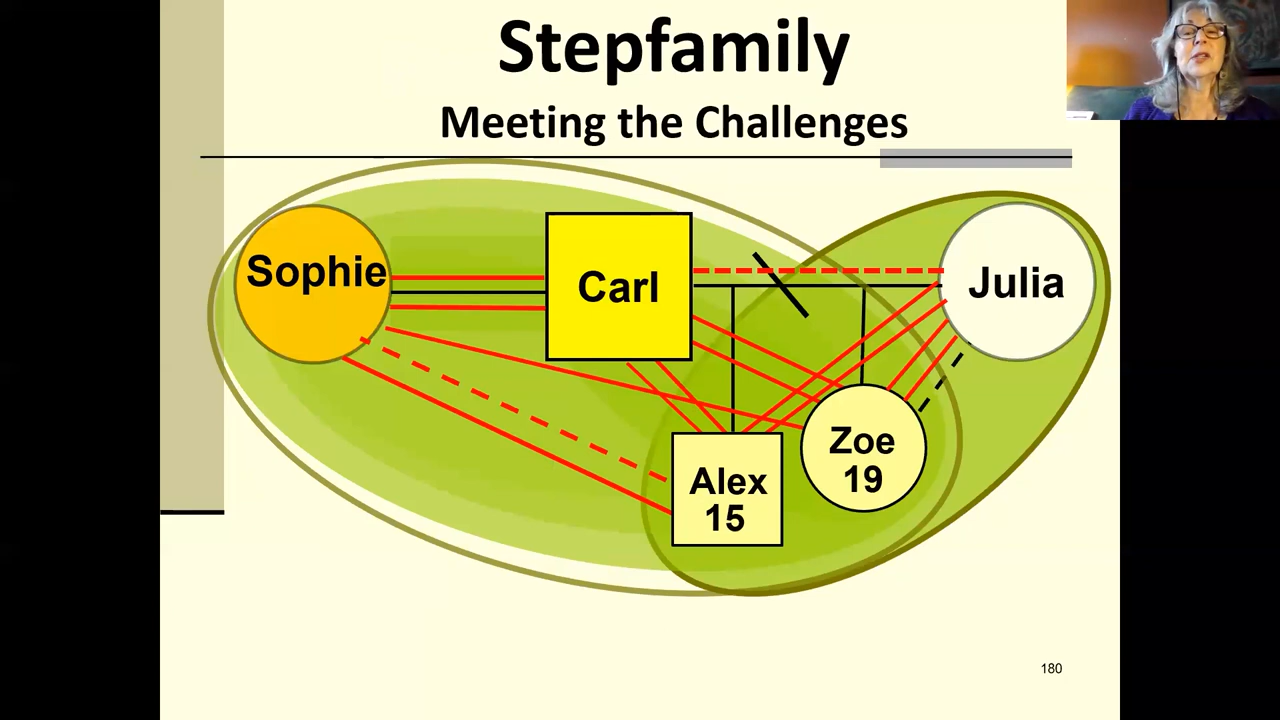 Stepfamily
Meeting the Challenges
Sophie
Carl
Julia
Alex
15
Zoe
19
180